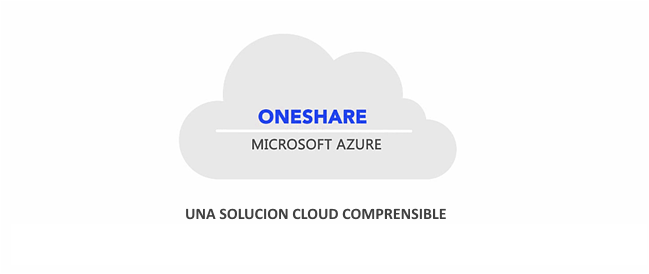 ONESHARE
MICROSOFT AZURE
UNA SOLUCION CLOUD COMPRENSIBLE